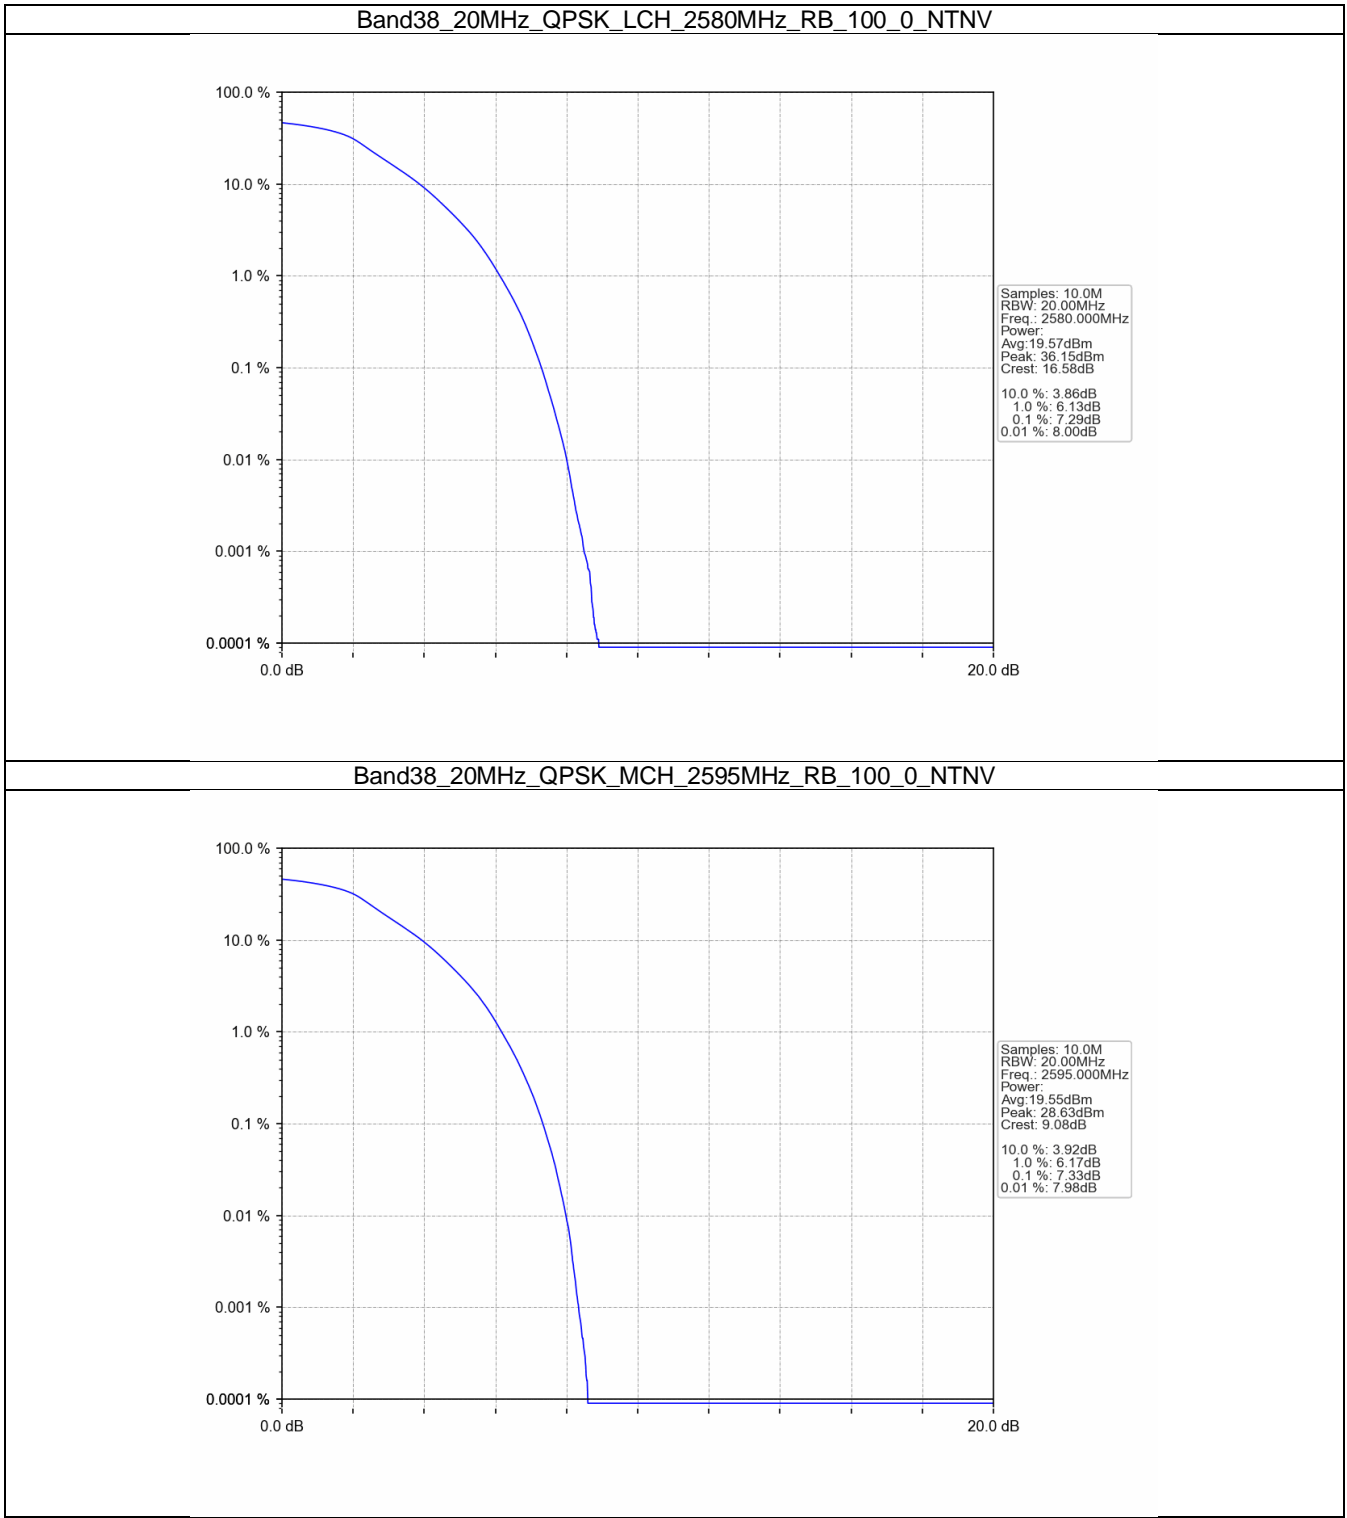 Band38_20MHz_QPSK_LCH_2580MHz_RB_100_0_NTNV
100.0 %
10.0 %
1.0 %
0.1 %
0.01 %
0.001 %
0.0001 %
0.0 dB
20.0 dB
Samples: 10.0M
RBW: 20.00MHz
Freq.: 2580.000MHz
Power:
Avg:19.57dBm
Peak: 36.15dBm
Crest: 16.58dB
10.0 %: 3.86dB
1.0 %: 6.13dB
0.1 %: 7.29dB
0.01 %: 8.00dB
Band38_20MHz_QPSK_MCH_2595MHz_RB_100_0_NTNV
100.0 %
10.0 %
1.0 %
0.1 %
0.01 %
0.001 %
0.0001 %
0.0 dB
20.0 dB
Samples: 10.0M
RBW: 20.00MHz
Freq.: 2595.000MHz
Power:
Avg:19.55dBm
Peak: 28.63dBm
Crest: 9.08dB
10.0 %: 3.92dB
1.0 %: 6.17dB
0.1 %: 7.33dB
0.01 %: 7.98dB